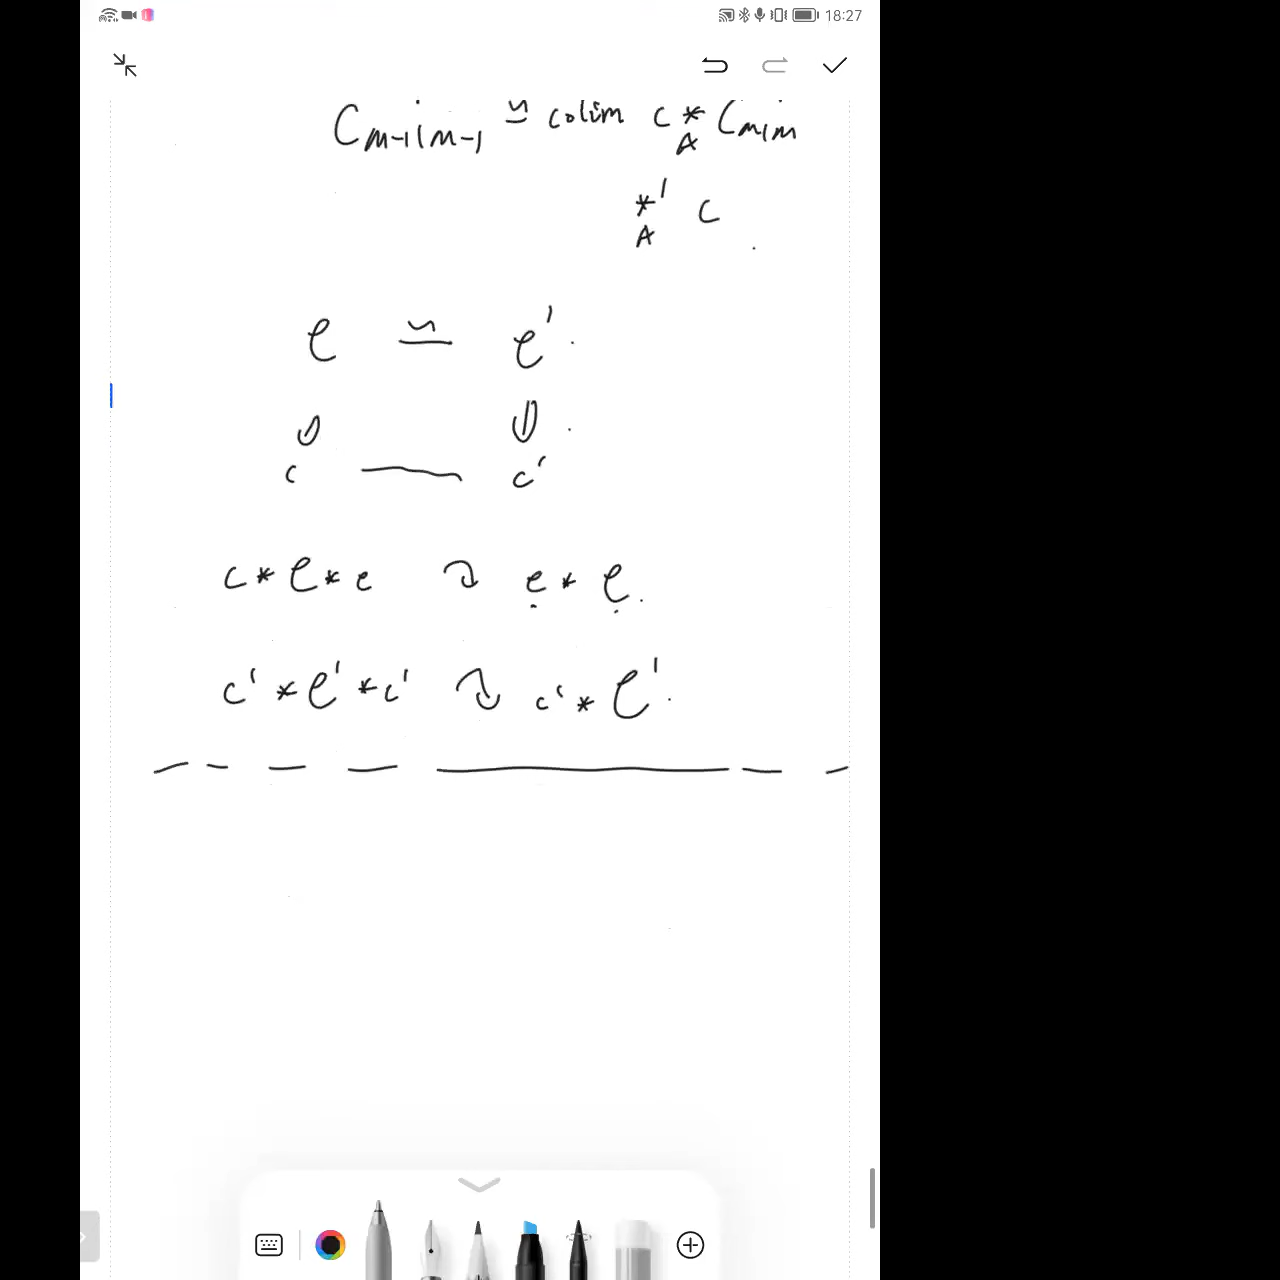 18:27
C_{m-1|m-1} ≃ colim C *_A C_{m|m}
*'_A C .
e ≃ e' .
c — c'
c * e * e ↷ e * e .
c' * e' * c' ↷ c' * e' .